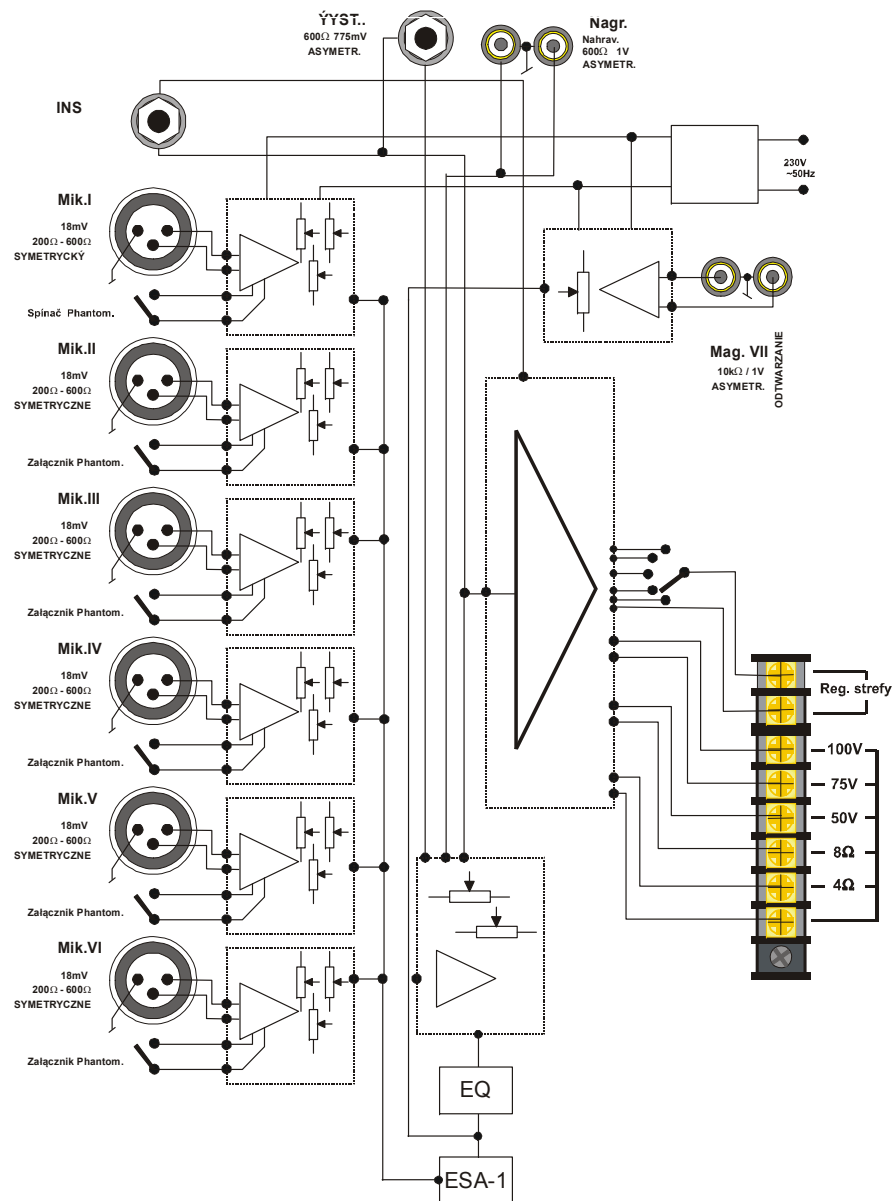 ÝYST..
600Ω 775mV
ASYMETR.
Nagr.
Nahrav.
600Ω 1V
ASYMETR.
INS
230V
~50Hz
Mik.I
18mV
200Ω - 600Ω
SYMETRYCKÝ
Spínač Phantom.
Mag. VII
10kΩ / 1V
ASYMETR.
ODTWARZANIE
Mik.II
18mV
200Ω - 600Ω
SYMETRYCZNE
Załącznik Phantom.
Mik.III
18mV
200Ω - 600Ω
SYMETRYCZNE
Załącznik Phantom.
Mik.IV
18mV
200Ω - 600Ω
SYMETRYCZNE
Załącznik Phantom.
Mik.V
18mV
200Ω - 600Ω
SYMETRYCZNE
Załącznik Phantom.
Mik.VI
18mV
200Ω - 600Ω
SYMETRYCZNE
Załącznik Phantom.
Reg. strefy
100V
75V
50V
8Ω
4Ω
EQ
ESA-1